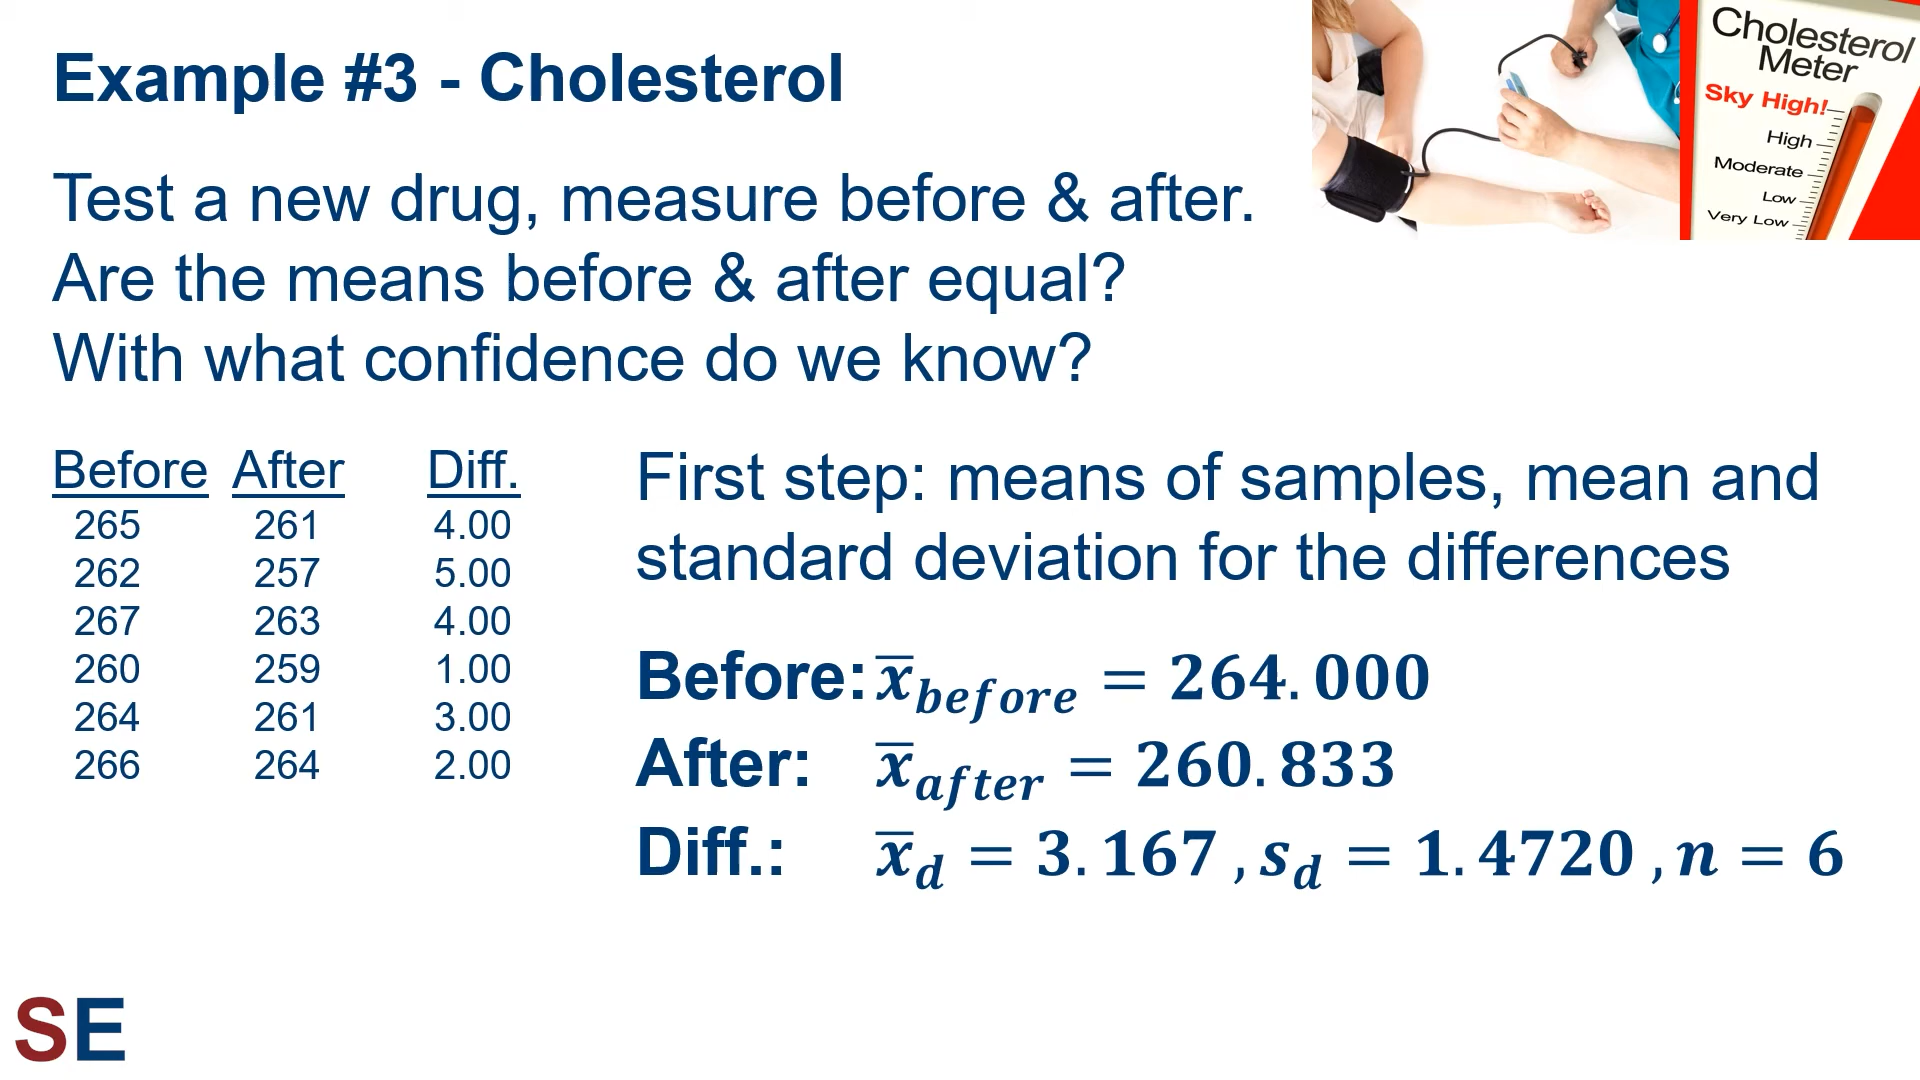 Example #3 - Cholesterol
Cholesterol
Meter
Sky High!
High
Moderate
Low
Very Low
Test a new drug, measure before & after.
Are the means before & after equal?
With what confidence do we know?
Before After Diff.
265 261 4.00
262 257 5.00
267 263 4.00
260 259 1.00
264 261 3.00
266 264 2.00
First step: means of samples, mean and
standard deviation for the differences
Before: x̅_before = 264.000
After: x̅_after = 260.833
Diff.: x̅_d = 3.167 , s_d = 1.4720 , n = 6
SE